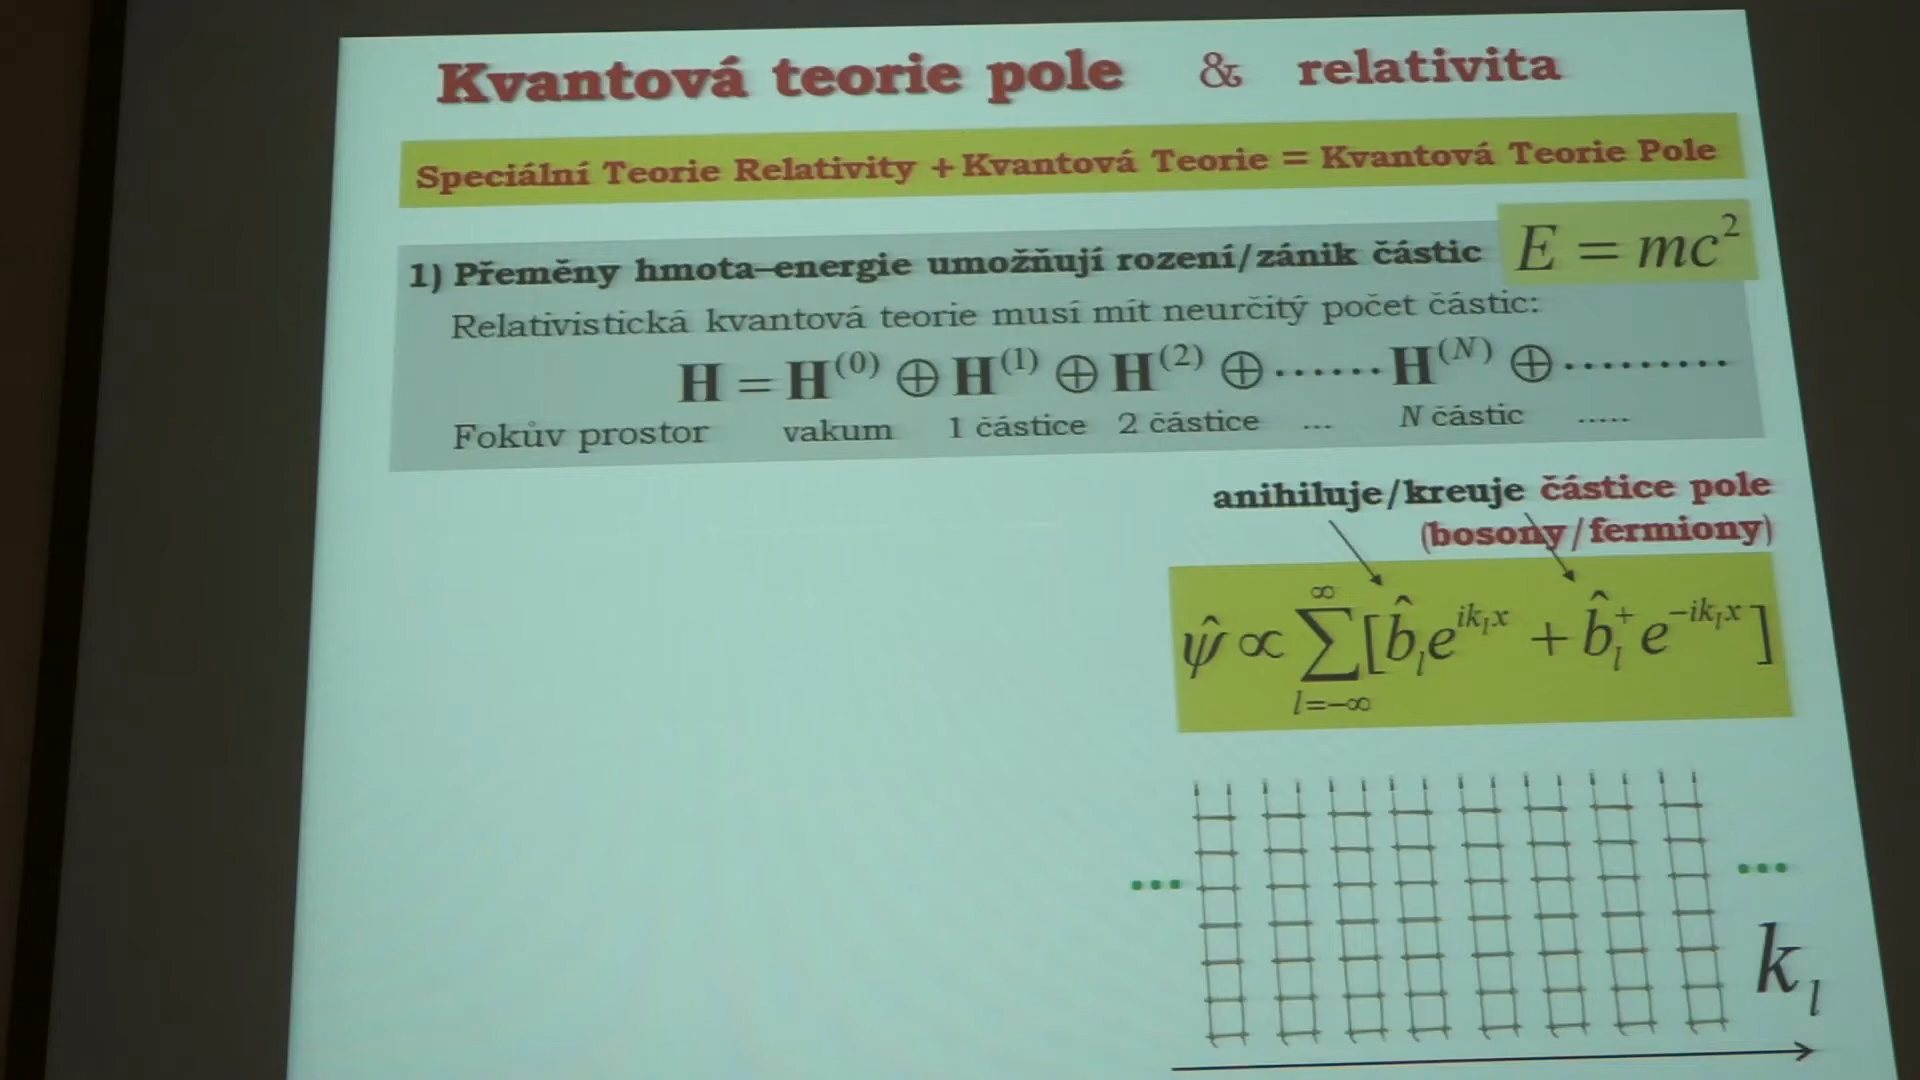 Kvantová teorie pole & relativita
Speciální Teorie Relativity + Kvantová Teorie = Kvantová Teorie Pole
1) Přeměny hmota–energie umožňují rození/zánik částic E = mc²
Relativistická kvantová teorie musí mít neurčitý počet částic:
H = H⁽⁰⁾ ⊕ H⁽¹⁾ ⊕ H⁽²⁾ ⊕ ...... H⁽ᴺ⁾ ⊕ .........
Fokův prostor vakum 1 částice 2 částice ... N částic .....
anihiluje/kreuje částice pole
(bosony/fermiony)
ψ̂ ∝ ∑_{l=-∞}^{∞} [b̂_l e^{ik_l x} + b̂_l^+ e^{-ik_l x}]
... ...
k_l